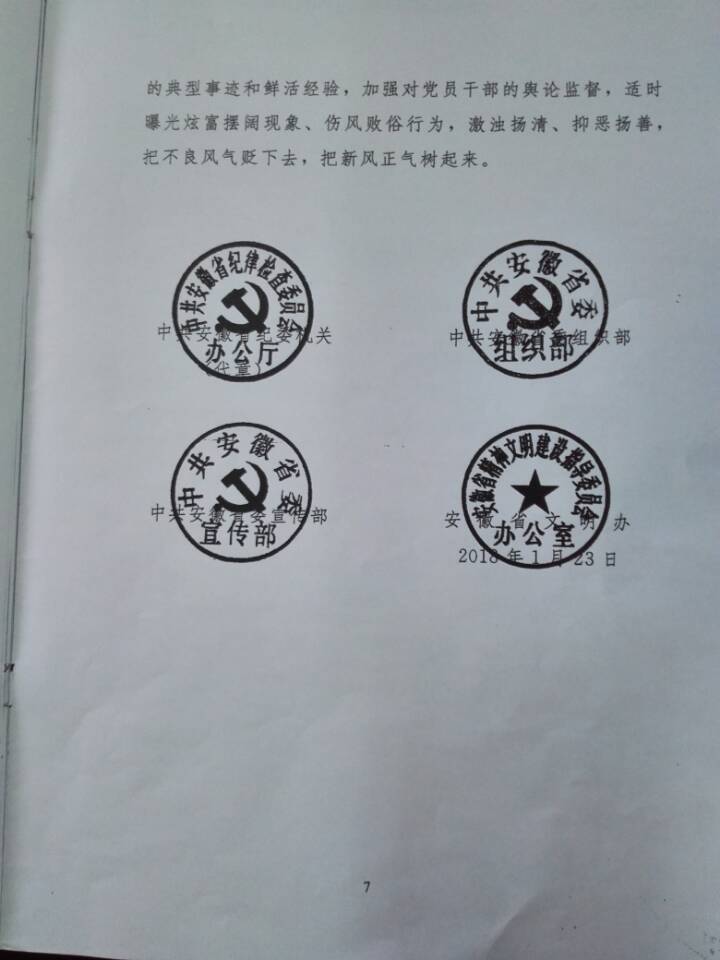 的典型事迹和鲜活经验，加强对党员干部的舆论监督，适时
曝光炫富摆阔现象、伤风败俗行为，激浊扬清、抑恶扬善，
把不良风气贬下去，把新风正气树起来。
中共安徽省纪律检查委员会
办公厅
中共安徽省纪委机关
（代章）
中共安徽省委
组织部
中共安徽省委组织部
中共安徽省委
宣传部
中共安徽省委宣传部
安徽省精神文明建设指导委员会
办公室
安徽省文明办
2018年1月23日
7